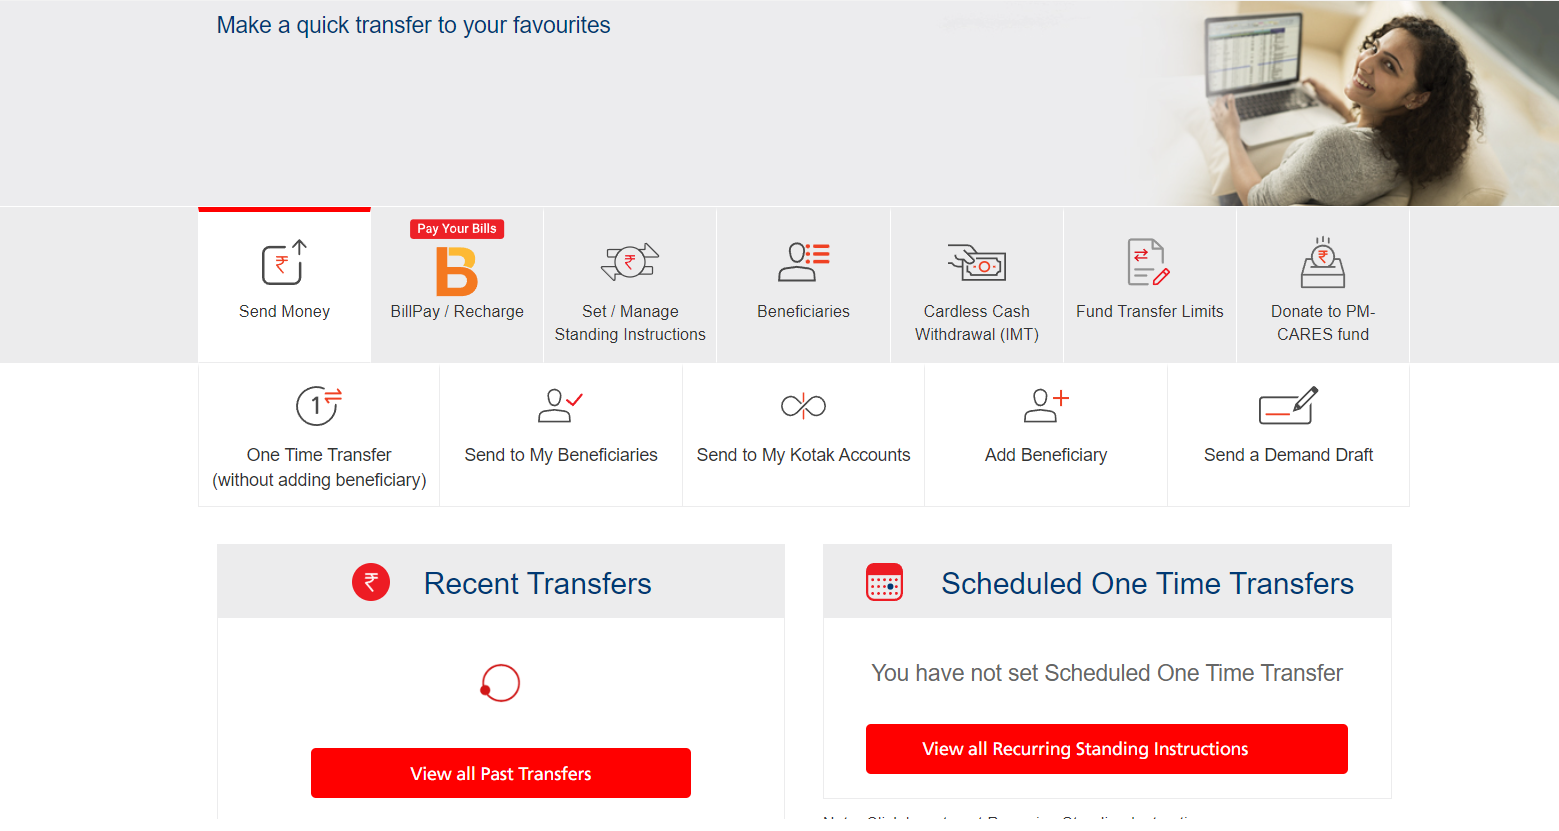 Make a quick transfer to your favourites
Send Money
Pay Your Bills
B
BillPay / Recharge
Set / Manage
Standing Instructions
Beneficiaries
Cardless Cash
Withdrawal (IMT)
Fund Transfer Limits
Donate to PM-
CARES fund
1
One Time Transfer
(without adding beneficiary)
Send to My Beneficiaries
Send to My Kotak Accounts
Add Beneficiary
Send a Demand Draft
₹ Recent Transfers
View all Past Transfers
Scheduled One Time Transfers
You have not set Scheduled One Time Transfer
View all Recurring Standing Instructions